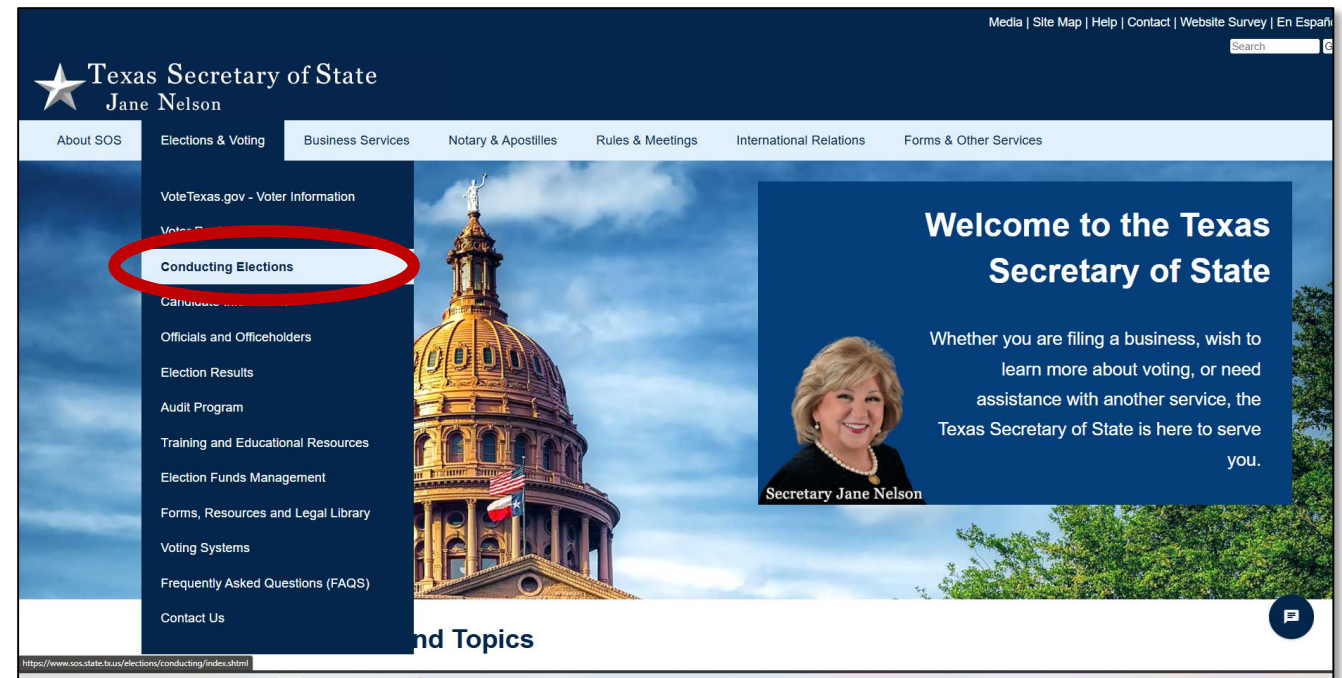 Media | Site Map | Help | Contact | Website Survey | En
Search
Texas Secretary of State
Jane Nelson
About SOS Elections & Voting Business Services Notary & Apostilles Rules & Meetings International Relations Forms & Other Services
VoteTexas.gov - Voter Information
Conducting Elections
Officials and Officeholders
Election Results
Audit Program
Training and Educational Resources
Election Funds Management
Forms, Resources and Legal Library
Voting Systems
Frequently Asked Questions (FAQS)
Contact Us
Welcome to the Texas
Secretary of State
Whether you are filing a business, wish to
learn more about voting, or need
assistance with another service, the
Texas Secretary of State is here to serve
you.
Secretary Jane Nelson
Topics
https://www.sos.state.tx.us/elections/conducting/index.shtml